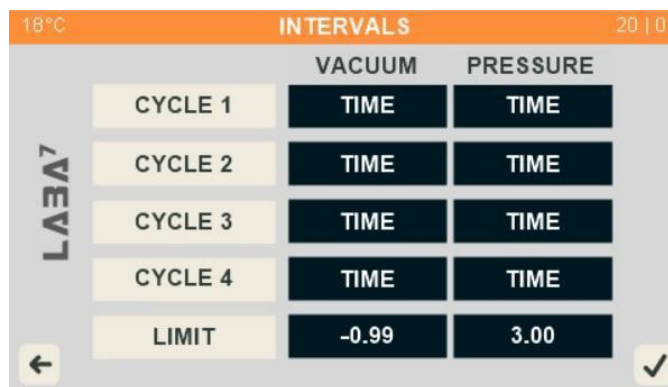 18°C INTERVALS 20 | 0
VACUUM PRESSURE
CYCLE 1 TIME TIME
CYCLE 2 TIME TIME
CYCLE 3 TIME TIME
CYCLE 4 TIME TIME
LIMIT -0.99 3.00
LABA7